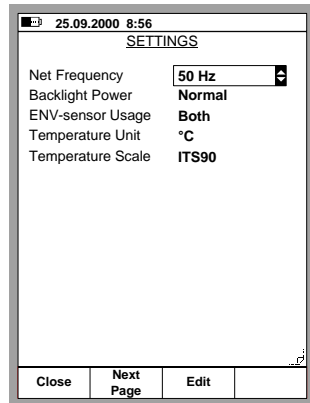 25.09.2000 8:56
SETTINGS
Net Frequency 50 Hz
Backlight Power Normal
ENV-sensor Usage Both
Temperature Unit °C
Temperature Scale ITS90
Close Next Page Edit